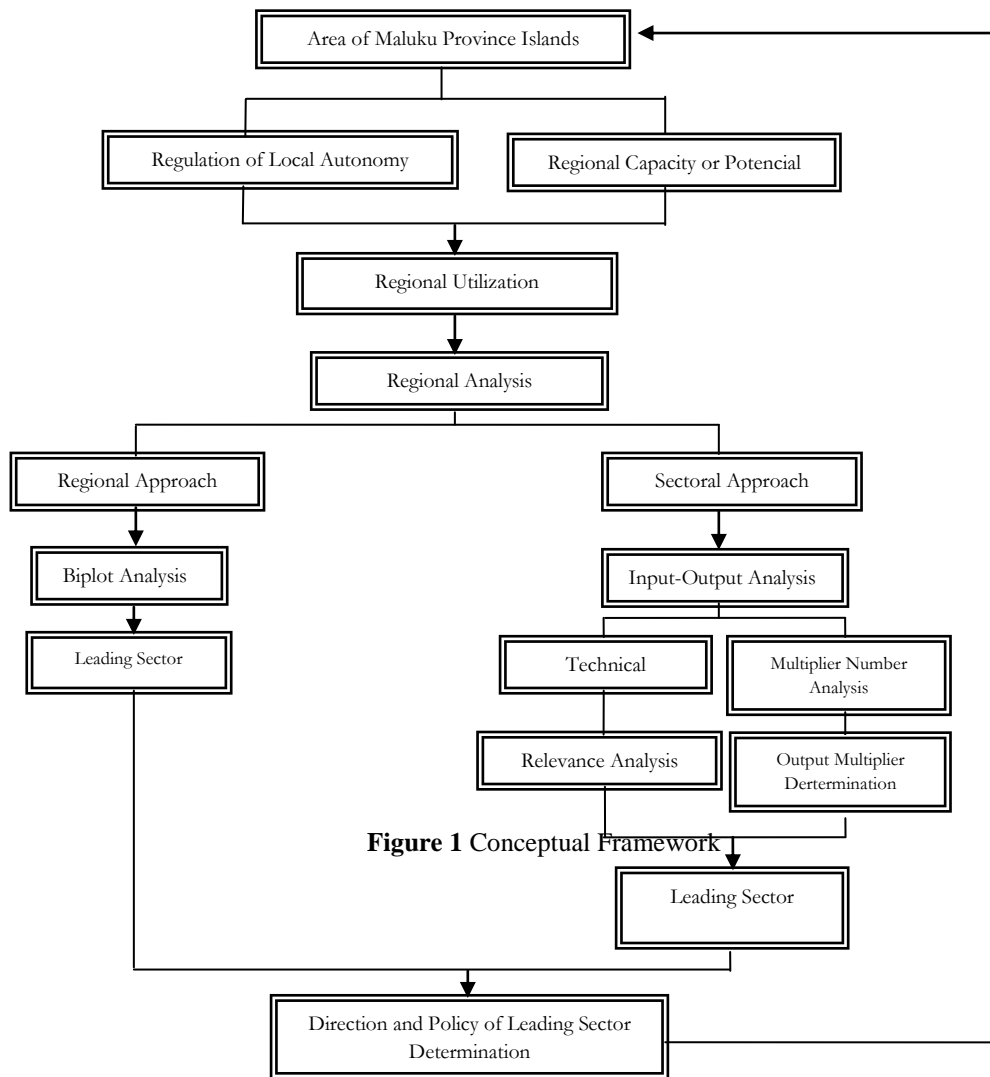 Area of Maluku Province Islands
Regulation of Local Autonomy
Regional Capacity or Potencial
Regional Utilization
Regional Analysis
Regional Approach
Sectoral Approach
Biplot Analysis
Input-Output Analysis
Leading Sector
Technical
Multiplier Number
Analysis
Relevance Analysis
Output Multiplier
Dertermination
Figure 1 Conceptual Framework
Leading Sector
Direction and Policy of Leading Sector
Determination